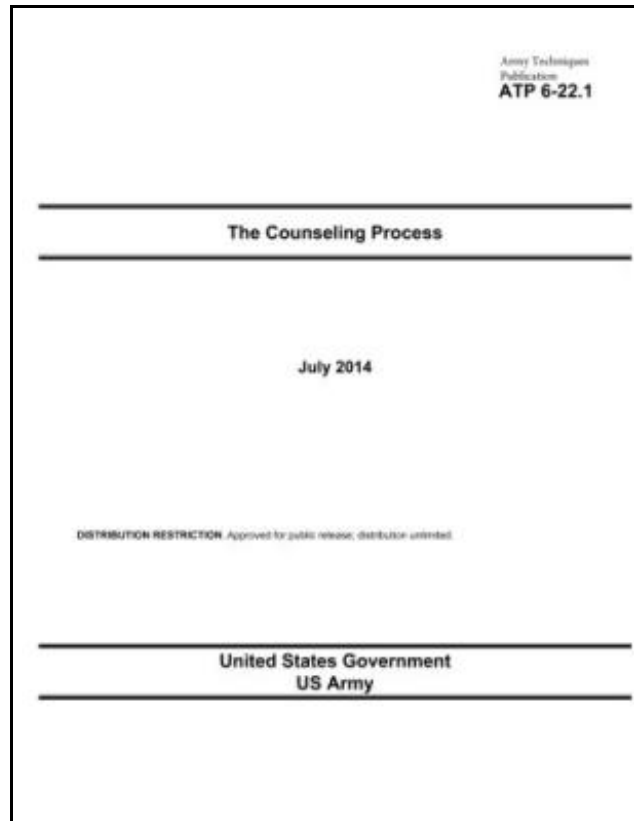 Army Techniques
Publication
ATP 6-22.1
The Counseling Process
July 2014
DISTRIBUTION RESTRICTION. Approved for public release; distribution unlimited.
United States Government
US Army